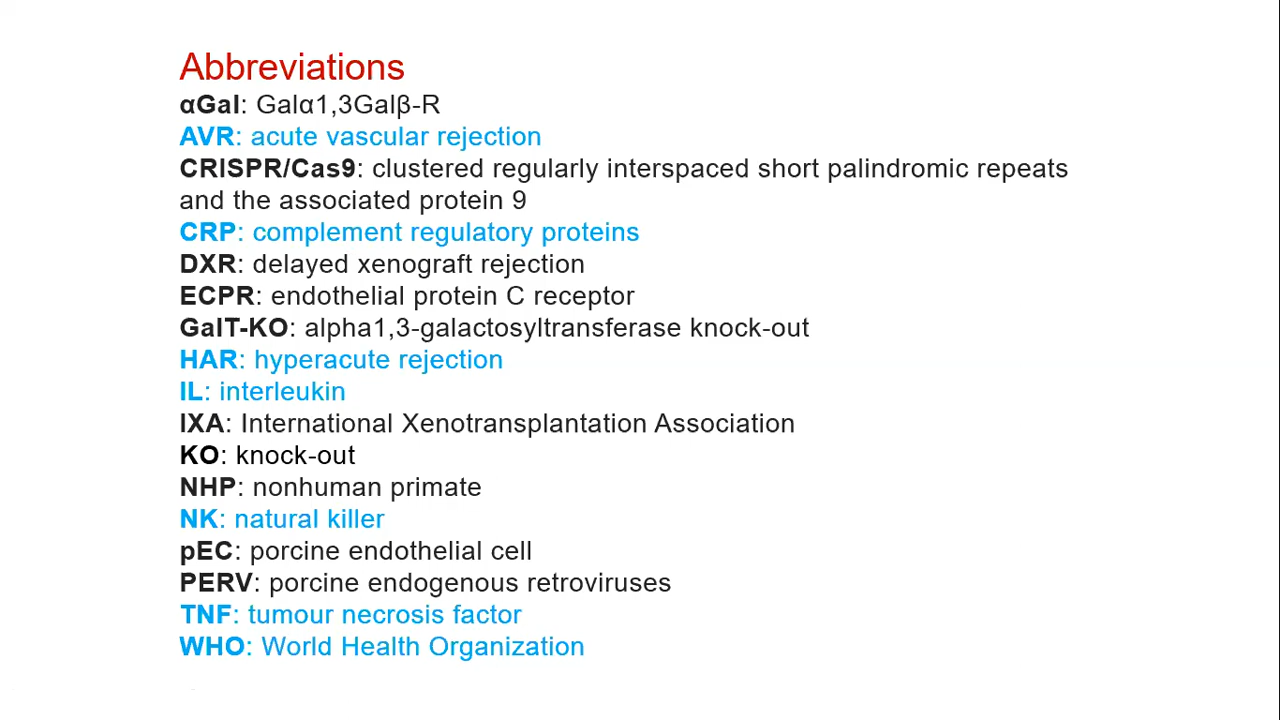 Abbreviations
αGal: Galα1,3Galβ-R
AVR: acute vascular rejection
CRISPR/Cas9: clustered regularly interspaced short palindromic repeats
and the associated protein 9
CRP: complement regulatory proteins
DXR: delayed xenograft rejection
ECPR: endothelial protein C receptor
GalT-KO: alpha1,3-galactosyltransferase knock-out
HAR: hyperacute rejection
IL: interleukin
IXA: International Xenotransplantation Association
KO: knock-out
NHP: nonhuman primate
NK: natural killer
pEC: porcine endothelial cell
PERV: porcine endogenous retroviruses
TNF: tumour necrosis factor
WHO: World Health Organization